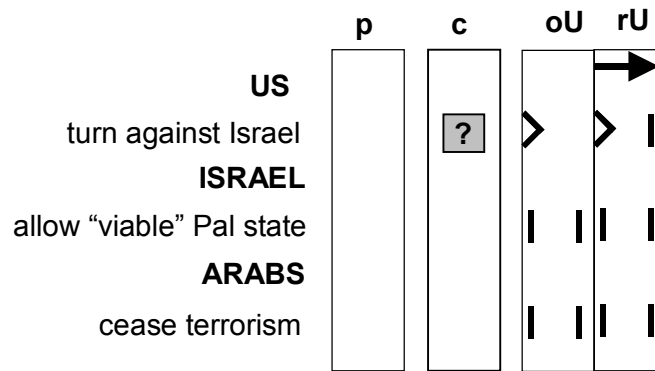 p c oU rU
US
turn against Israel ?
ISRAEL
allow “viable” Pal state
ARABS
cease terrorism